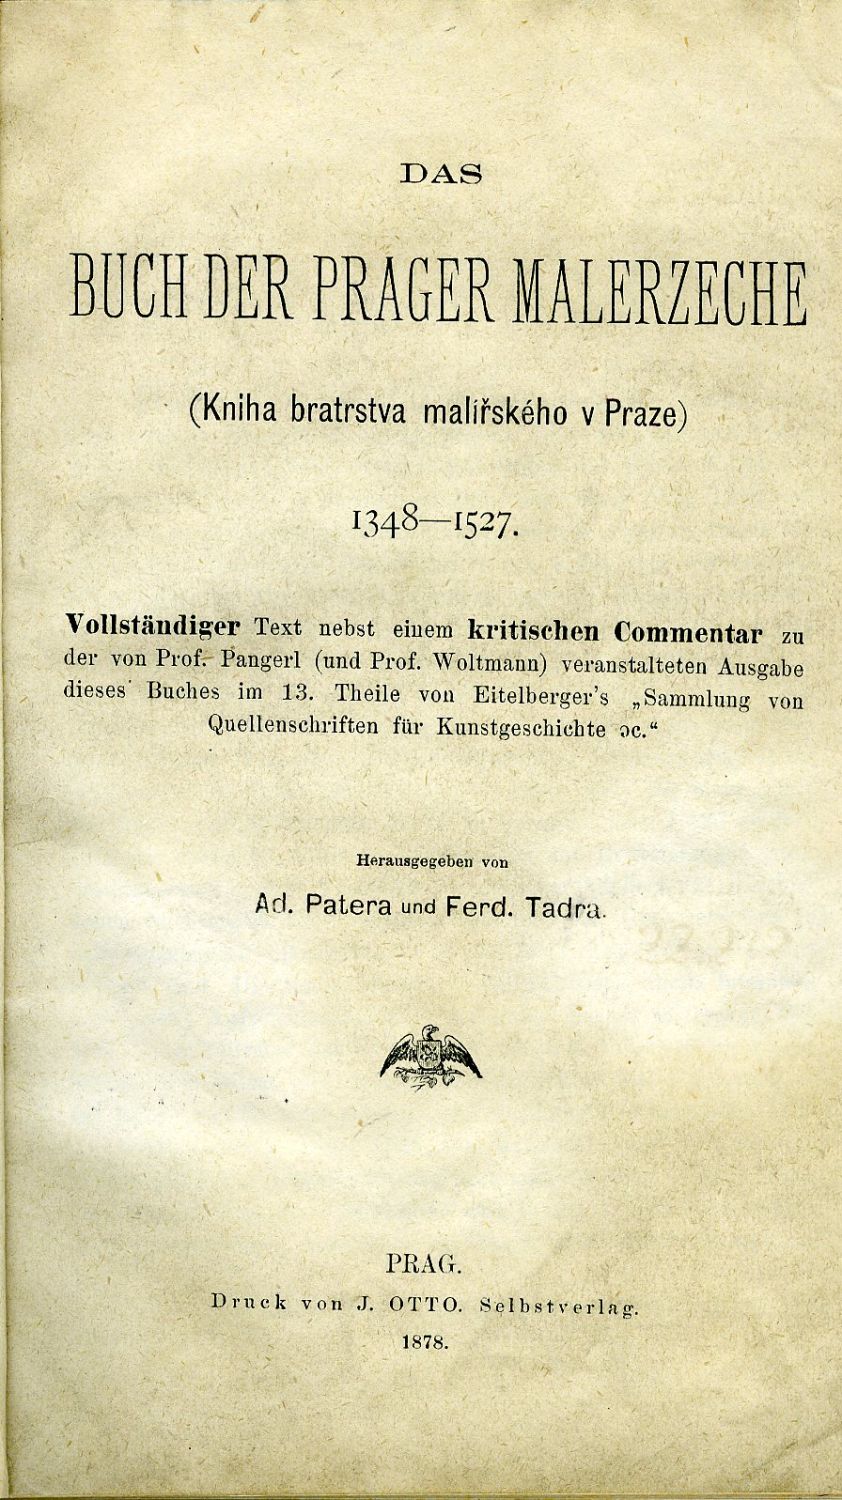 DAS
BUCH DER PRAGER MALERZECHE
(Kniha bratrstva malířského v Praze)
1348—1527.
Vollständiger Text nebst einem kritischen Commentar zu
der von Prof. Pangerl (und Prof. Woltmann) veranstalteten Ausgabe
dieses Buches im 13. Theile von Eitelberger's „Sammlung von
Quellenschriften für Kunstgeschichte ɔc.“
Herausgegeben von
Ad. Patera und Ferd. Tadra.
PRAG.
Druck von J. OTTO. Selbstverlag.
1878.